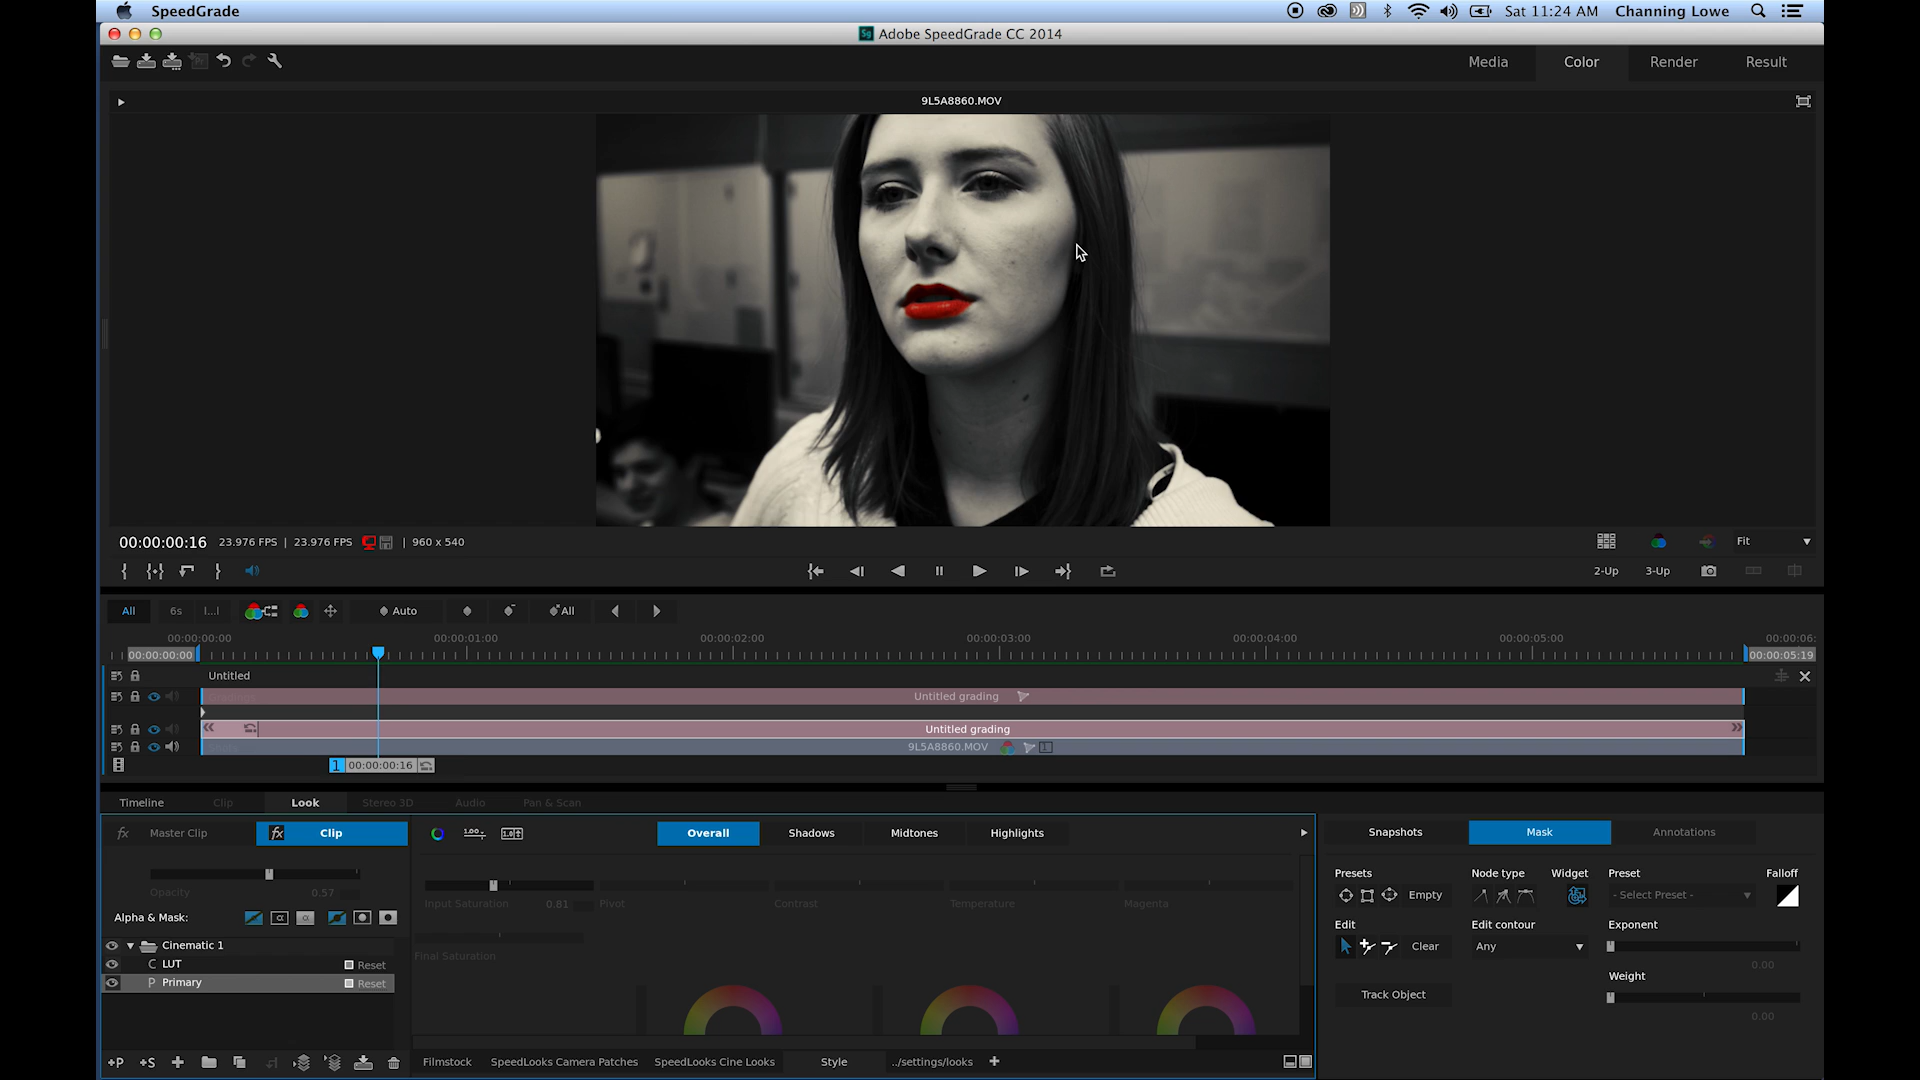 SpeedGrade
Sat 11:24 AM Channing Lowe
Sg Adobe SpeedGrade CC 2014
Media Color Render Result
9L5A8860.MOV
00:00:00:16 23.976 FPS | 23.976 FPS | 960 x 540
Fit
2-Up 3-Up
All 6s Auto All
00:00:00:00 00:00:01:00 00:00:02:00 00:00:03:00 00:00:04:00 00:00:05:00 00:00:06:
00:00:00:00 00:00:05:19
Untitled
Untitled grading
Untitled grading
9L5A8860.MOV 1
1 00:00:00:16
Timeline Clip Look Stereo 3D Audio Pan & Scan
fx Master Clip fx Clip
Overall Shadows Midtones Highlights
Snapshots Mask Annotations
Opacity 0.57
Input Saturation 0.81 Pivot Contrast Temperature Magenta
Final Saturation
Alpha & Mask:
Cinematic 1
C LUT Reset
P Primary Reset
Presets Node type Widget Preset Falloff
Empty - Select Preset -
Edit Edit contour Exponent
Clear Any
0.00
Weight
Track Object
0.00
+P +S
Filmstock SpeedLooks Camera Patches SpeedLooks Cine Looks Style ../settings/looks